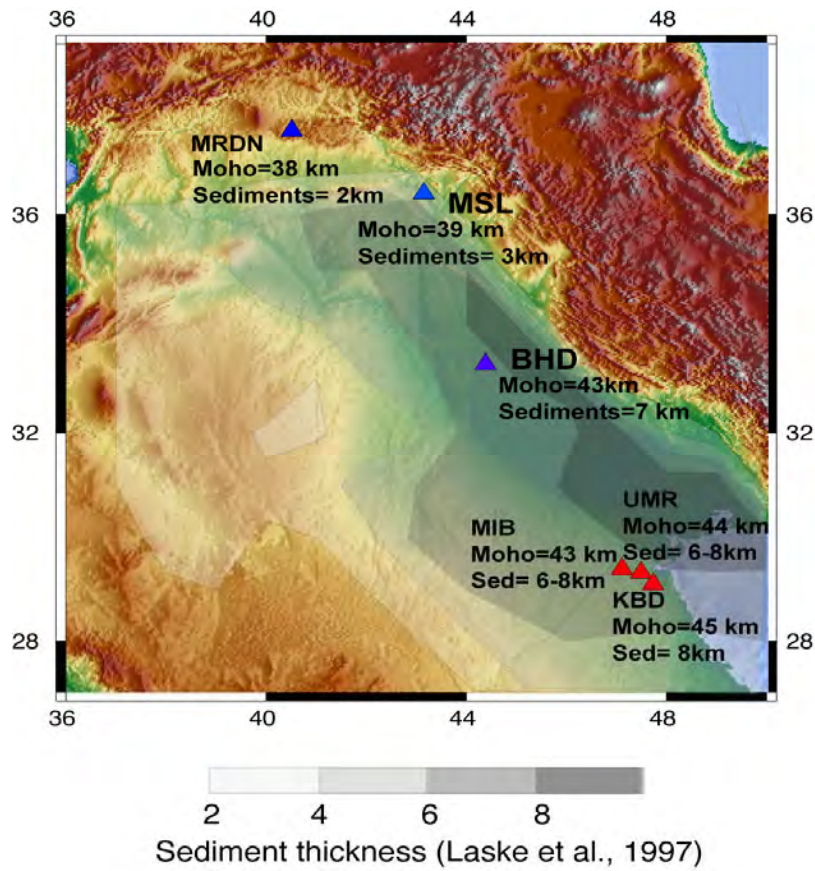 36 40 44 48
MRDN
Moho=38 km
Sediments= 2km
36 36
MSL
Moho=39 km
Sediments= 3km
BHD
Moho=43km
Sediments=7 km
32 32
UMR
Moho=44 km
Sed= 6-8km
MIB
Moho=43 km
Sed= 6-8km
KBD
Moho=45 km
Sed= 8km
28 28
36 40 44 48
2 4 6 8
Sediment thickness (Laske et al., 1997)